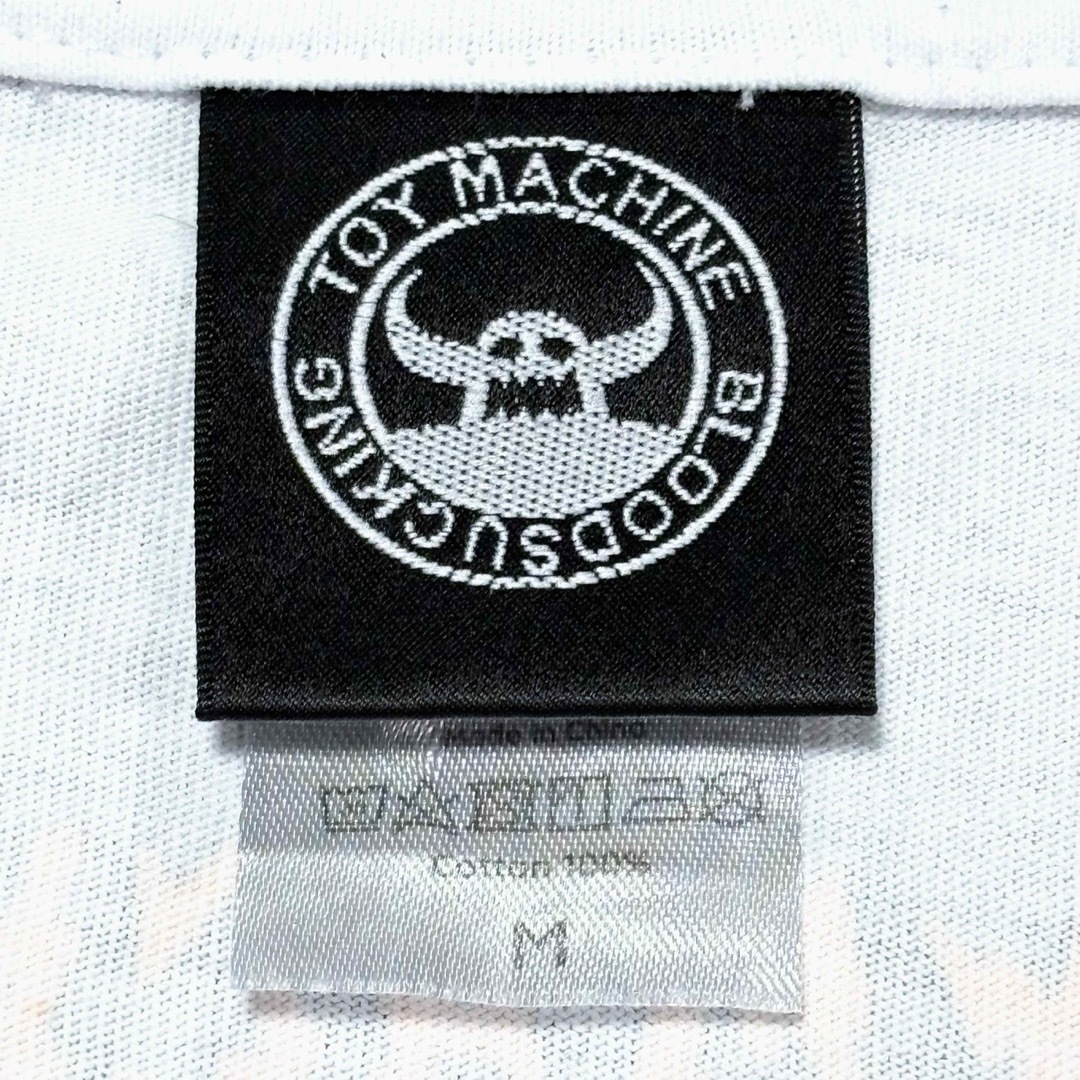 TOY MACHINE BLOODSUCKING
Made in China
Cotton 100%
M